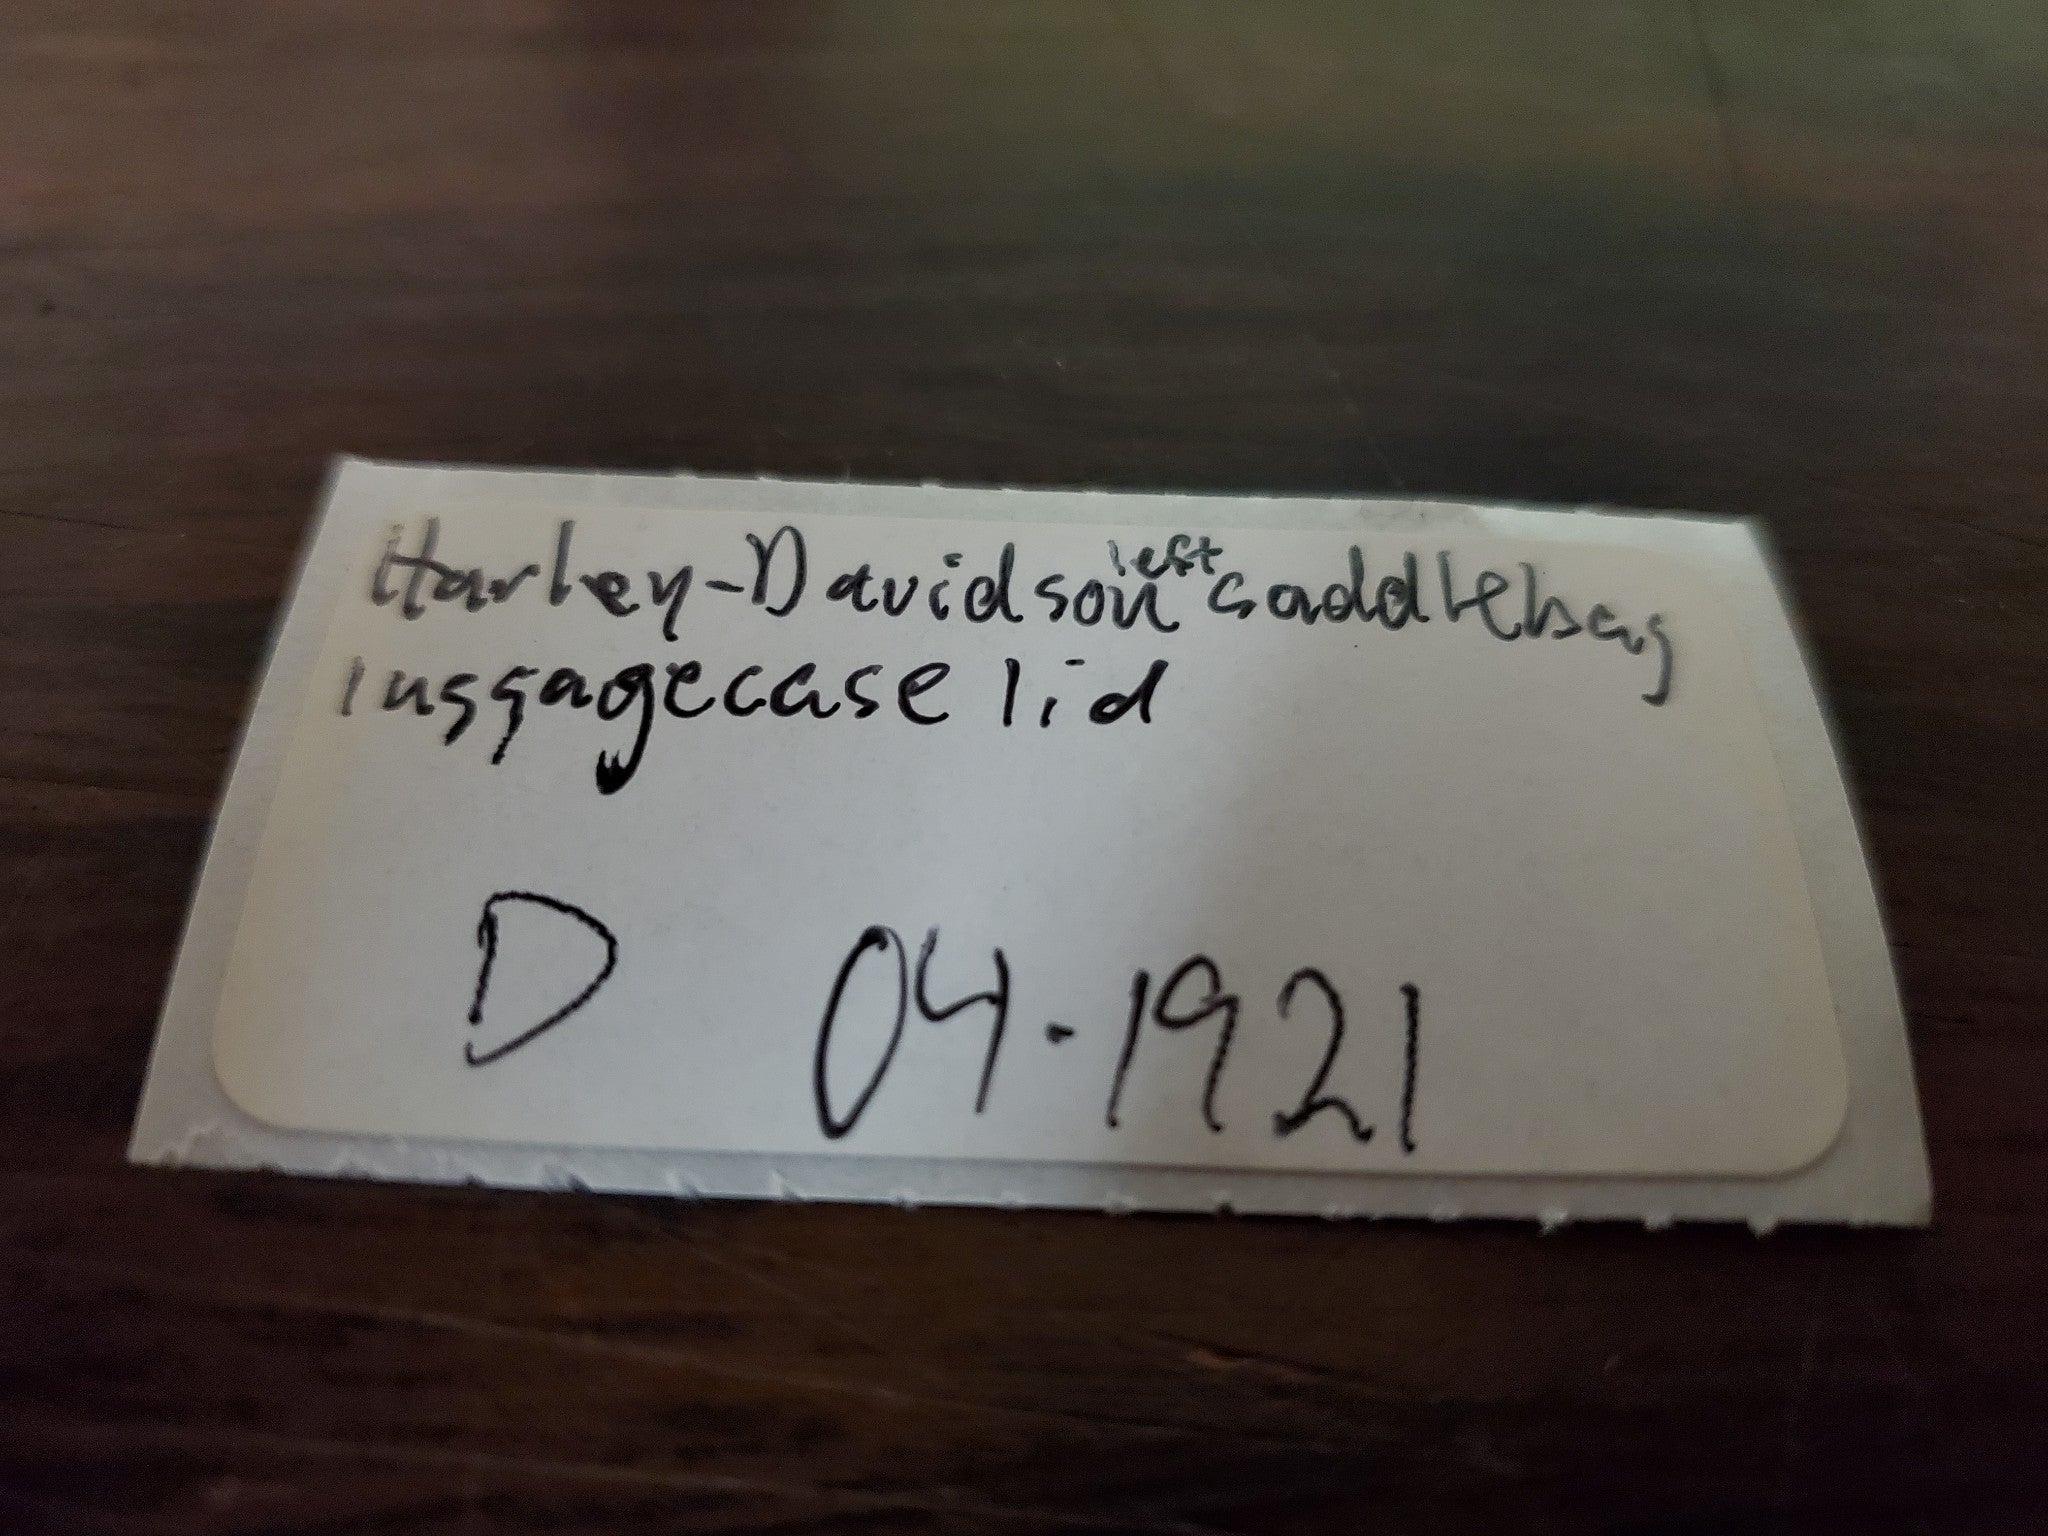 Harley-Davidson left saddlebag
luggagecase lid
D 04-1921